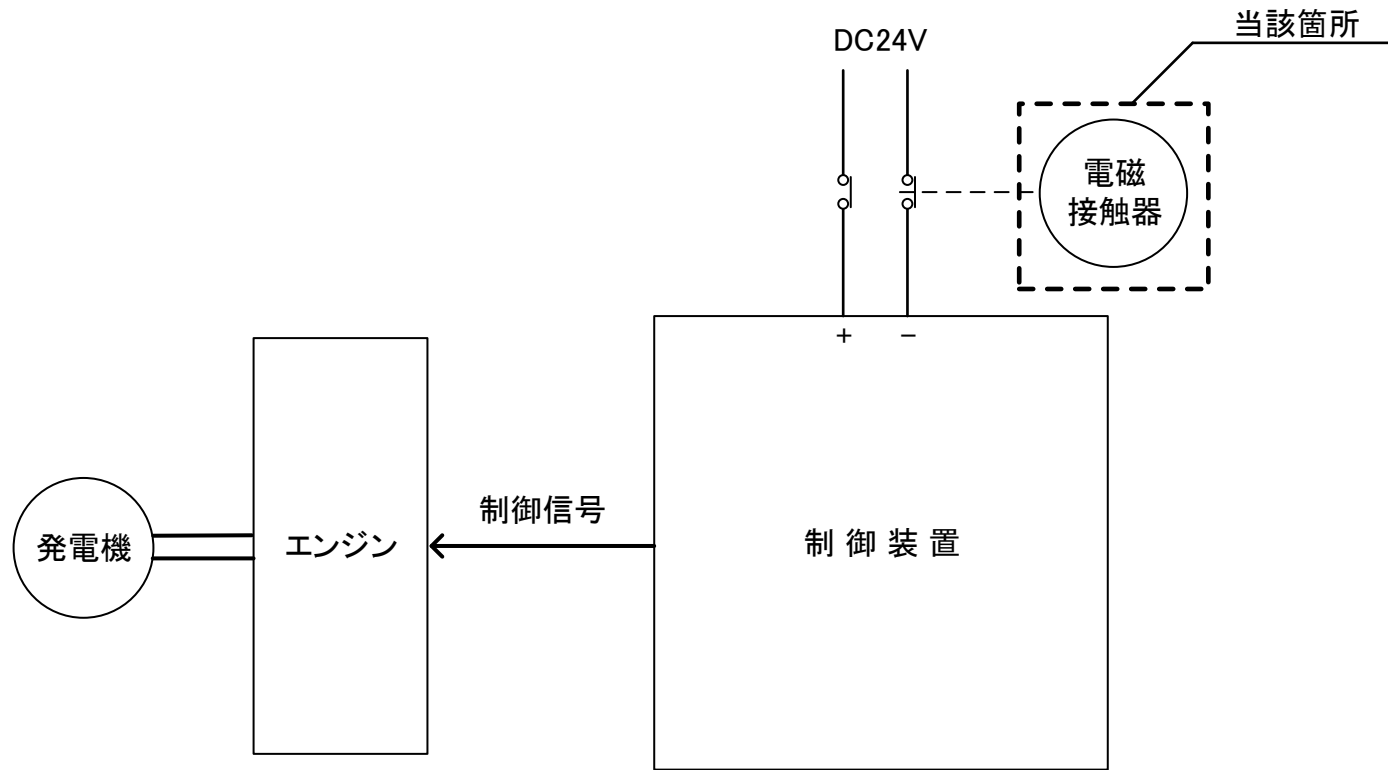 当該箇所
DC24V
電磁
接触器
+ −
制御信号
発電機
エンジン
制御装置